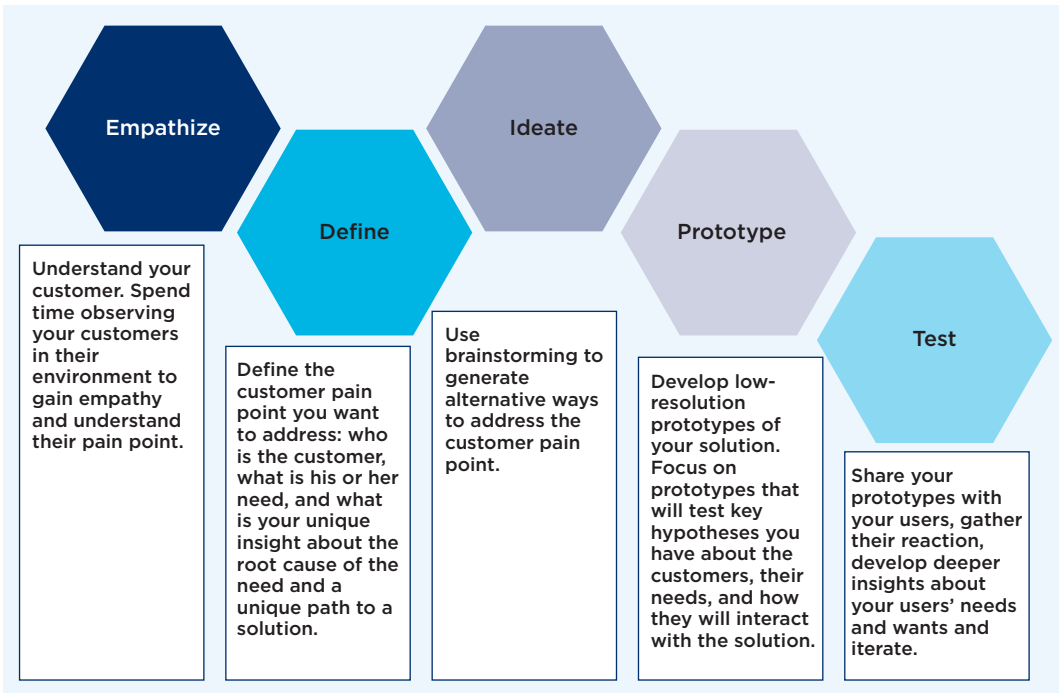 Empathize
Understand your
customer. Spend
time observing
your customers
in their
environment to
gain empathy
and understand
their pain point.
Define
Define the
customer pain
point you want
to address: who
is the customer,
what is his or her
need, and what
is your unique
insight about the
root cause of the
need and a
unique path to a
solution.
Ideate
Use
brainstorming to
generate
alternative ways
to address the
customer pain
point.
Prototype
Develop low-
resolution
prototypes of
your solution.
Focus on
prototypes that
will test key
hypotheses you
have about the
customers, their
needs, and how
they will interact
with the solution.
Test
Share your
prototypes with
your users, gather
their reaction,
develop deeper
insights about
your users’ needs
and wants and
iterate.